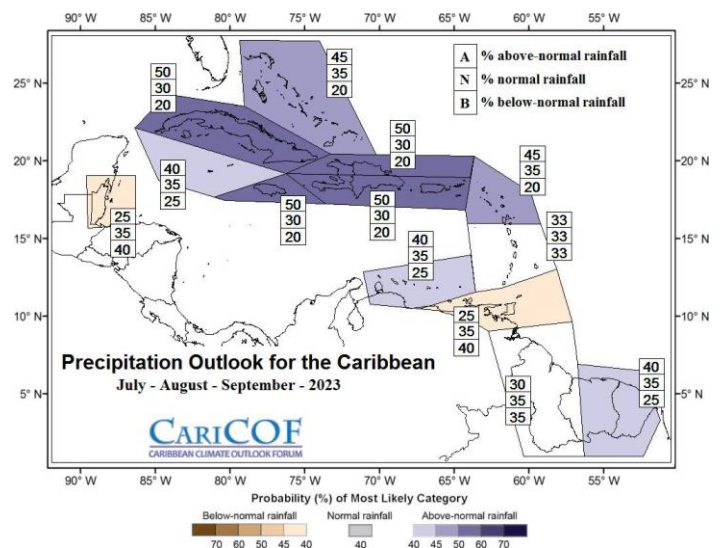 90° W 85° W 80° W 75° W 70° W 65° W 60° W 55° W
25° N
20° N
15° N
10° N
5° N
25° N
20° N
15° N
10° N
5° N
A % above-normal rainfall
N % normal rainfall
B % below-normal rainfall
50
30
20
45
35
20
50
30
20
45
35
20
40
35
25
25
35
40
50
30
20
50
30
20
33
33
33
40
35
25
25
35
40
30
35
35
40
35
25
Precipitation Outlook for the Caribbean
July - August - September - 2023
CARICOF
CARIBBEAN CLIMATE OUTLOOK FORUM
90° W 85° W 80° W 75° W 70° W 65° W 60° W 55° W
Probability (%) of Most Likely Category
Below-normal rainfall Normal rainfall Above-normal rainfall
70 60 50 45 40 40 40 45 50 60 70